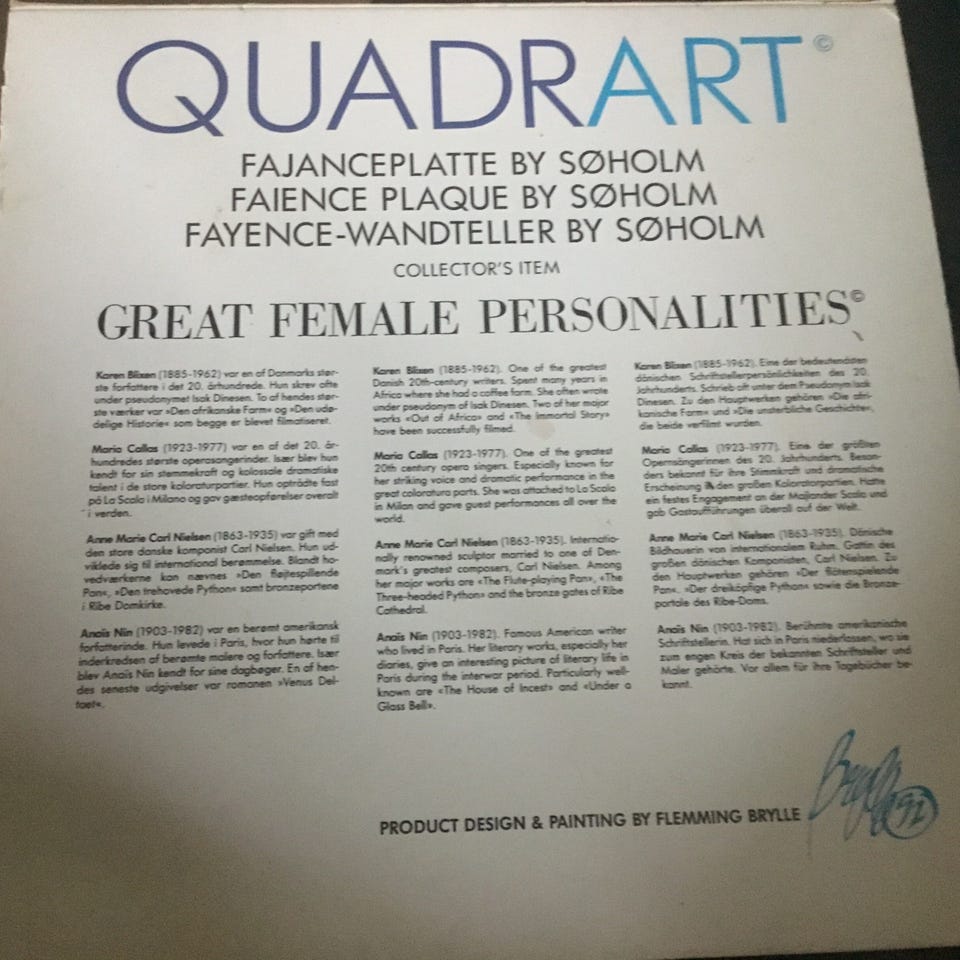 QUADRART©
FAJANCEPLATTE BY SØHOLM
FAIENCE PLAQUE BY SØHOLM
FAYENCE-WANDTELLER BY SØHOLM
COLLECTOR'S ITEM
GREAT FEMALE PERSONALITIES©
Karen Blixen (1885-1962) var en af Danmarks stør-
ste forfattere i det 20. århundrede. Hun skrev ofte
under pseudonymet Isak Dinesen. To af hendes stør-
ste værker var »Den afrikanske Farm« og »Den udø-
delige Historie« som begge er blevet filmatiseret.
Maria Callas (1923-1977) var en af det 20. år-
hundredes største operasangerinder. Især blev hun
kendt for sin stemmekraft og kolossale dramatiske
talent i de store koloraturpartier. Hun optrådte fast
på La Scala i Milano og gav gæsteopførelser overalt
i verden.
Anne Marie Carl Nielsen (1863-1935) var gift med
den store danske komponist Carl Nielsen. Hun ud-
viklede sig til international berømmelse. Blandt ho-
vedværkerne kan nævnes »Den fløjtespillende
Pan«, »Den trehovede Python« samt bronzeportene
i Ribe Domkirke.
Anaïs Nin (1903-1982) var en berømt amerikansk
forfatterinde. Hun levede i Paris, hvor hun hørte til
inderkredsen af berømte malere og forfattere. Især
blev Anaïs Nin kendt for sine dagbøger. En af hen-
des seneste udgivelser var romanen »Venus Del-
taet«.
Karen Blixen (1885-1962). One of the greatest
Danish 20th-century writers. Spent many years in
Africa where she had a coffee farm. She often wrote
under pseudonym of Isak Dinesen. Two of her major
works «Out of Africa» and «The Immortal Story»
have been successfully filmed.
Maria Callas (1923-1977). One of the greatest
20th century opera singers. Especially known for
her striking voice and dramatic performance in the
great coloratura parts. She was attached to La Scala
in Milan and gave guest performances all over the
world.
Anne Marie Carl Nielsen (1863-1935). Internatio-
nally renowned sculptor married to one of Den-
mark's greatest composers, Carl Nielsen. Among
her major works are «The Flute-playing Pan», «The
Three-headed Python» and the bronze gates of Ribe
Cathedral.
Anaïs Nin (1903-1982). Famous American writer
who lived in Paris. Her literary works, especially her
diaries, give an interesting picture of literary life in
Paris during the interwar period. Particularly well-
known are «The House of Incest» and «Under a
Glass Bell».
Karen Blixen (1885-1962). Eine der bedeutendsten
dänischen Schriftstellerpersönlichkeiten des 20.
Jahrhunderts. Schrieb oft unter dem Pseudonym Isak
Dinesen. Zu den Hauptwerken gehören »Die afri-
kanische Farm« und »Die unsterbliche Geschichte«,
die beide verfilmt wurden.
Maria Callas (1923-1977). Eine der größten
Opernsängerinnen des 20. Jahrhunderts. Beson-
ders bekannt für ihre Stimmkraft und dramatische
Erscheinung den großen Koloratorpartien. Hatte
ein festes Engagement an der Majlander Scala und
gab Gastaufführungen überall auf der Welt.
Anne Marie Carl Nielsen (1863-1935). Dänische
Bildhauerin von internationalem Ruhm. Gattin des
großen dänischen Komponisten, Carl Nielsen. Zu
den Hauptwerken gehören »Der flötenspielende
Pan«, »Der dreiköpfige Python« sowie die Bronze-
portale des Ribe-Doms.
Anaïs Nin (1903-1982). Berühmte amerikanische
Schriftstellerin. Hat sich in Paris niederlassen, wo sie
zum engen Kreis der bekannten Schriftsteller und
Maler gehörte. Vor allem für ihre Tagebücher be-
kannt.
PRODUCT DESIGN & PAINTING BY FLEMMING BRYLLE
Brylle 92